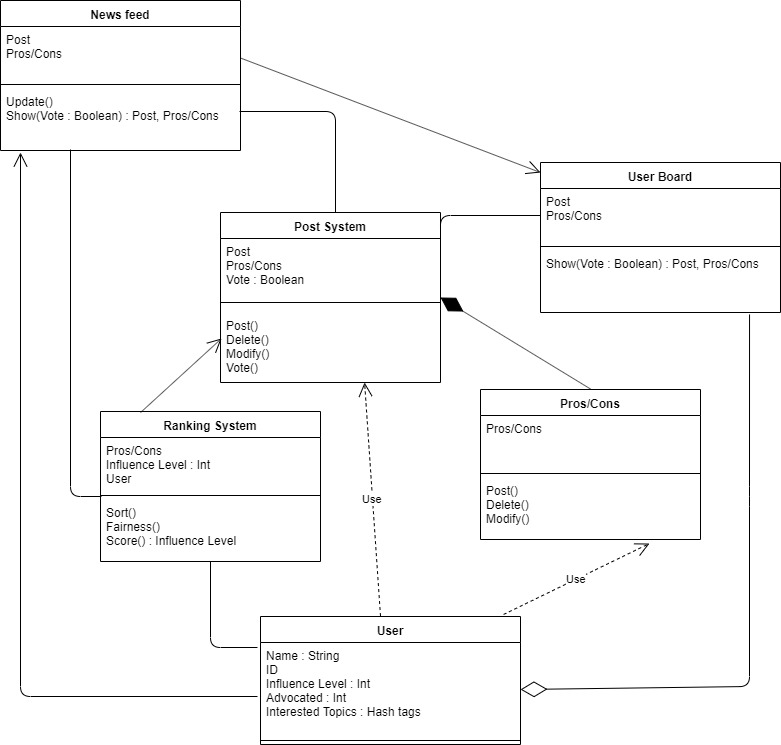 News feed
Post
Pros/Cons
Update()
Show(Vote : Boolean) : Post, Pros/Cons
User Board
Post
Pros/Cons
Show(Vote : Boolean) : Post, Pros/Cons
Post System
Post
Pros/Cons
Vote : Boolean
Post()
Delete()
Modify()
Vote()
Pros/Cons
Pros/Cons
Post()
Delete()
Modify()
Ranking System
Pros/Cons
Influence Level : Int
User
Sort()
Fairness()
Score() : Influence Level
Use
Use
User
Name : String
ID
Influence Level : Int
Advocated : Int
Interested Topics : Hash tags